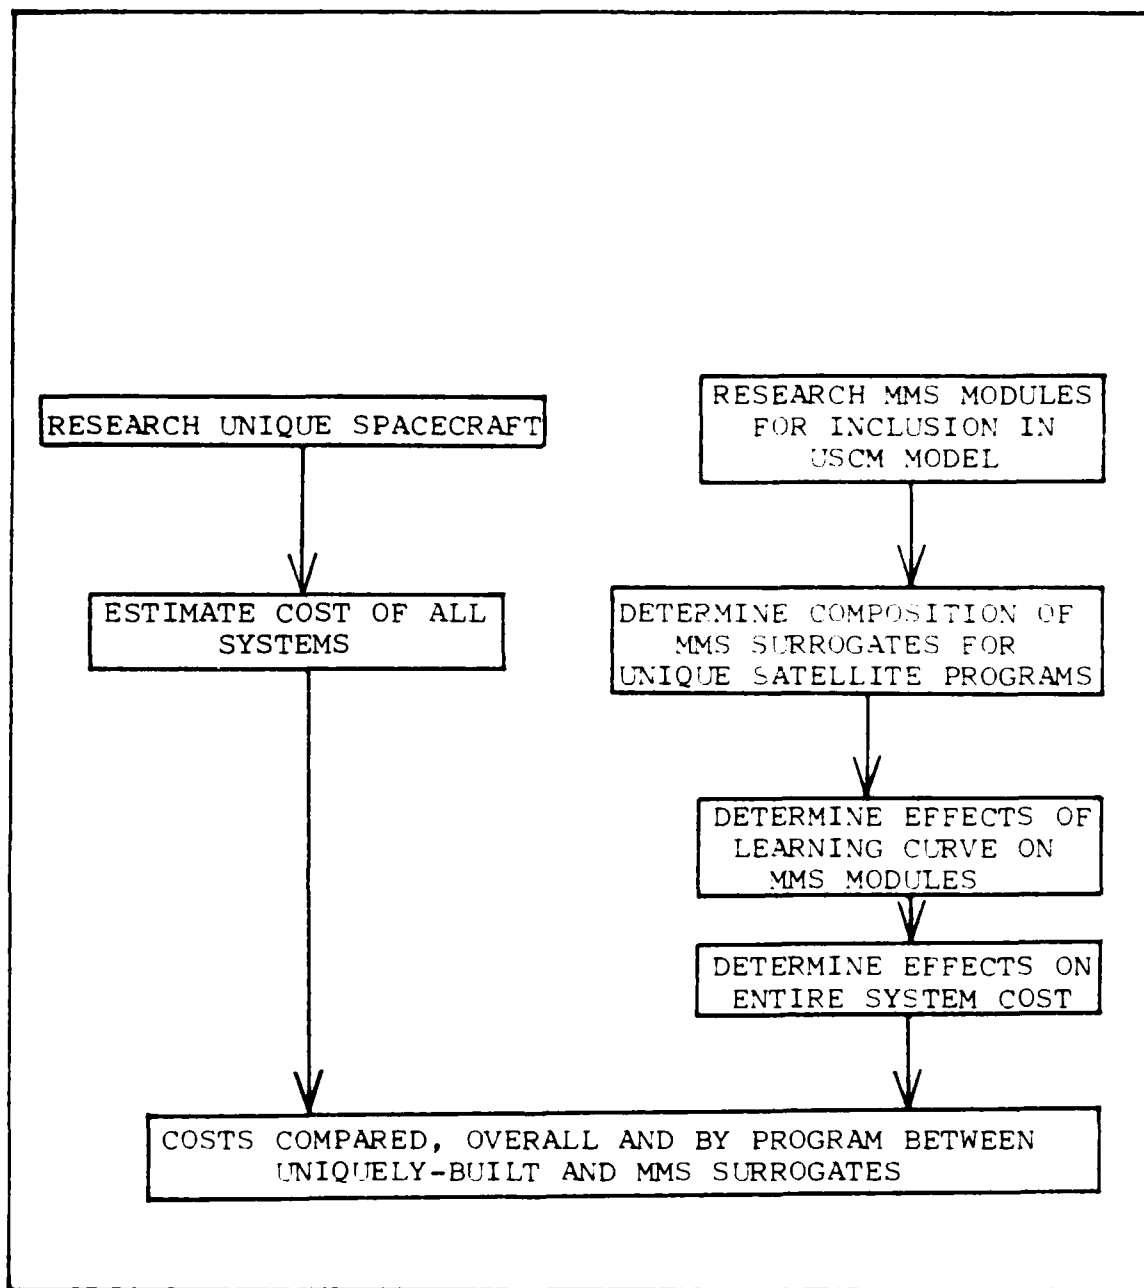 RESEARCH UNIQUE SPACECRAFT
ESTIMATE COST OF ALL
SYSTEMS
RESEARCH MMS MODULES
FOR INCLUSION IN
USCM MODEL
DETERMINE COMPOSITION OF
MMS SURROGATES FOR
UNIQUE SATELLITE PROGRAMS
DETERMINE EFFECTS OF
LEARNING CURVE ON
MMS MODULES
DETERMINE EFFECTS ON
ENTIRE SYSTEM COST
COSTS COMPARED, OVERALL AND BY PROGRAM BETWEEN
UNIQUELY-BUILT AND MMS SURROGATES